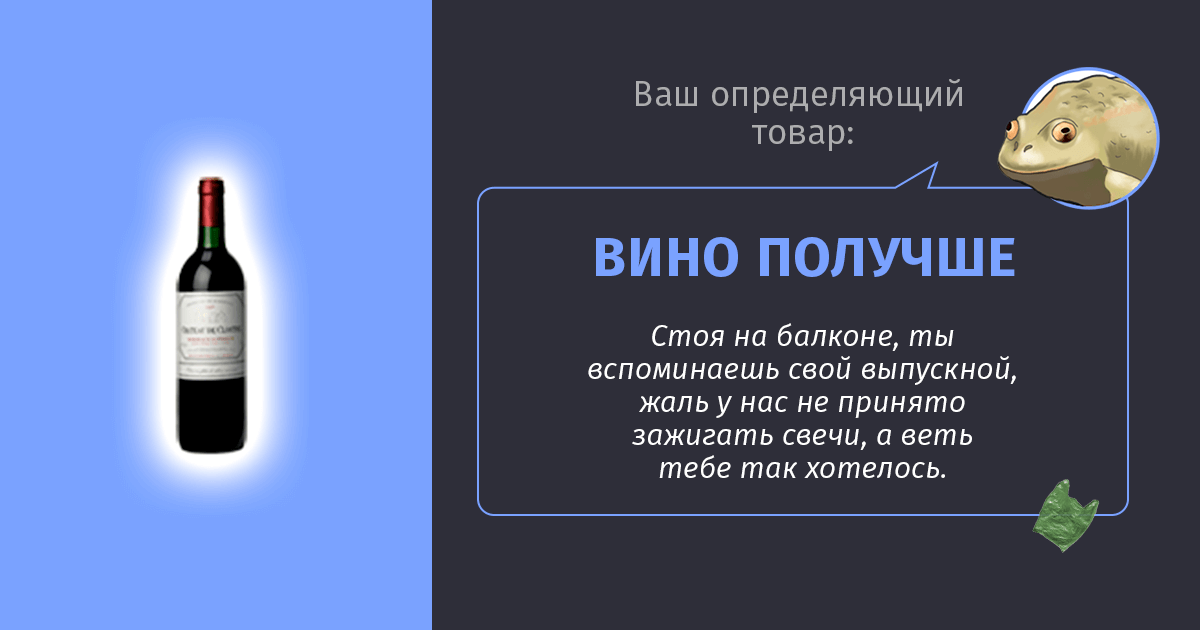 Ваш определяющий
товар:
ВИНО ПОЛУЧШЕ
Стоя на балконе, ты
вспоминаешь свой выпускной,
жаль у нас не принято
зажигать свечи, а веть
тебе так хотелось.